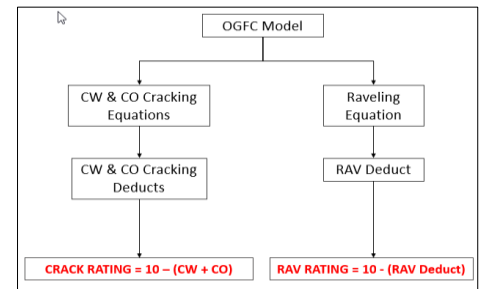 OGFC Model
CW & CO Cracking
Equations
Raveling
Equation
CW & CO Cracking
Deducts
RAV Deduct
CRACK RATING = 10 – (CW + CO)
RAV RATING = 10 - (RAV Deduct)